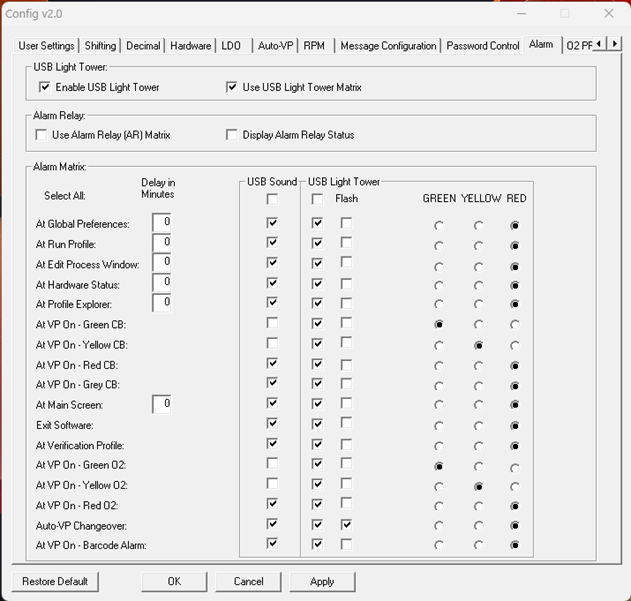 Config v2.0
User Settings Shifting Decimal Hardware LDO Auto-VP RPM Message Configuration Password Control Alarm O2 PF
USB Light Tower:
Enable USB Light Tower Use USB Light Tower Matrix
Alarm Relay:
Use Alarm Relay (AR) Matrix Display Alarm Relay Status
Alarm Matrix:
Select All: Delay in
Minutes
USB Sound USB Light Tower
Flash GREEN YELLOW RED
At Global Preferences: 0
At Run Profile: 0
At Edit Process Window: 0
At Hardware Status: 0
At Profile Explorer: 0
At VP On - Green CB:
At VP On - Yellow CB:
At VP On - Red CB:
At VP On - Grey CB:
At Main Screen: 0
Exit Software:
At Verification Profile:
At VP On - Green O2:
At VP On - Yellow O2:
At VP On - Red O2:
Auto-VP Changeover:
At VP On - Barcode Alarm:
Restore Default OK Cancel Apply